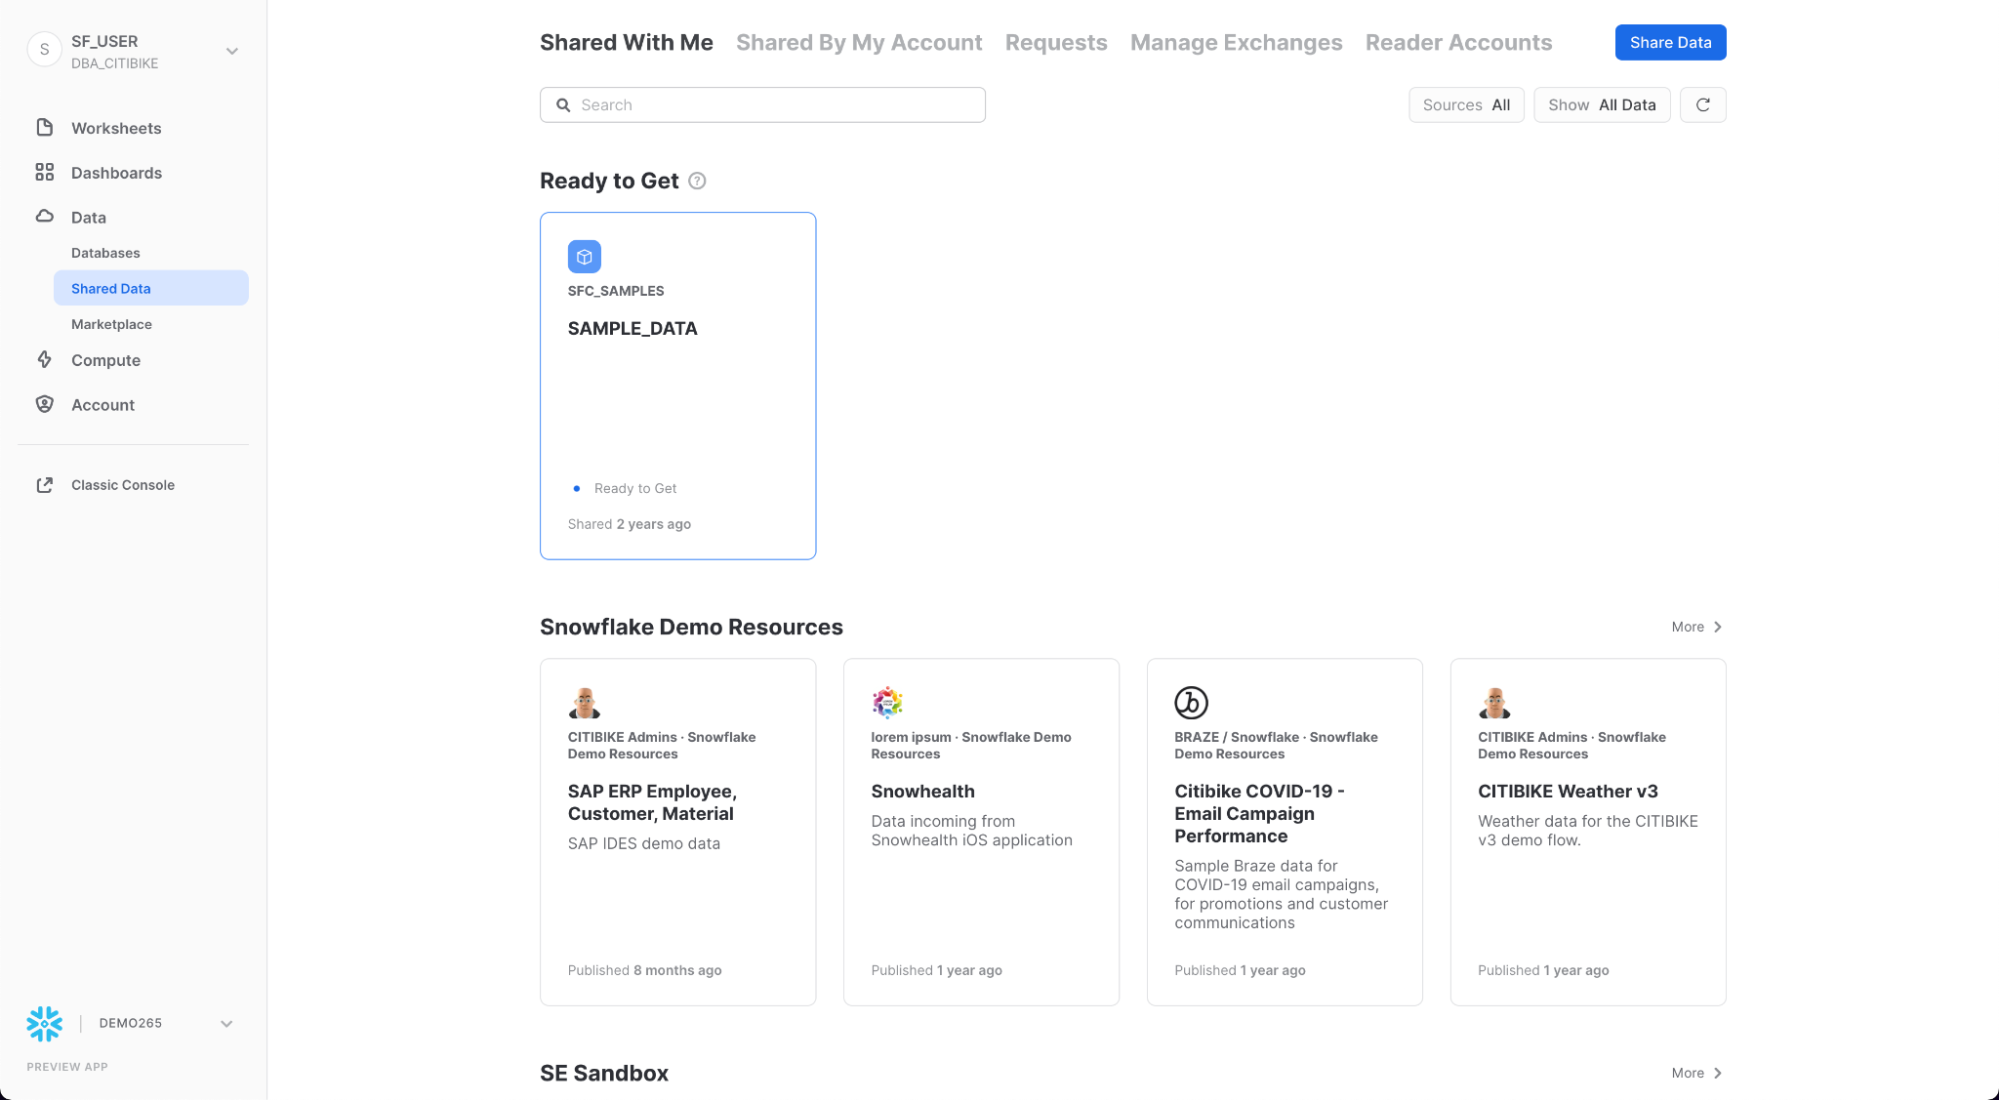 S
SF_USER
DBA_CITIBIKE
Worksheets
Dashboards
Data
Databases
Shared Data
Marketplace
Compute
Account
Classic Console
DEMO265
PREVIEW APP
Shared With Me Shared By My Account Requests Manage Exchanges Reader Accounts Share Data
Search
Sources All
Show All Data
Ready to Get ?
SFC_SAMPLES
SAMPLE_DATA
Ready to Get
Shared 2 years ago
Snowflake Demo Resources
More
CITIBIKE Admins · Snowflake
Demo Resources
SAP ERP Employee,
Customer, Material
SAP IDES demo data
Published 8 months ago
lorem ipsum · Snowflake Demo
Resources
Snowhealth
Data incoming from
Snowhealth iOS application
Published 1 year ago
BRAZE / Snowflake · Snowflake
Demo Resources
Citibike COVID-19 -
Email Campaign
Performance
Sample Braze data for
COVID-19 email campaigns,
for promotions and customer
communications
Published 1 year ago
CITIBIKE Admins · Snowflake
Demo Resources
CITIBIKE Weather v3
Weather data for the CITIBIKE
v3 demo flow.
Published 1 year ago
SE Sandbox
More